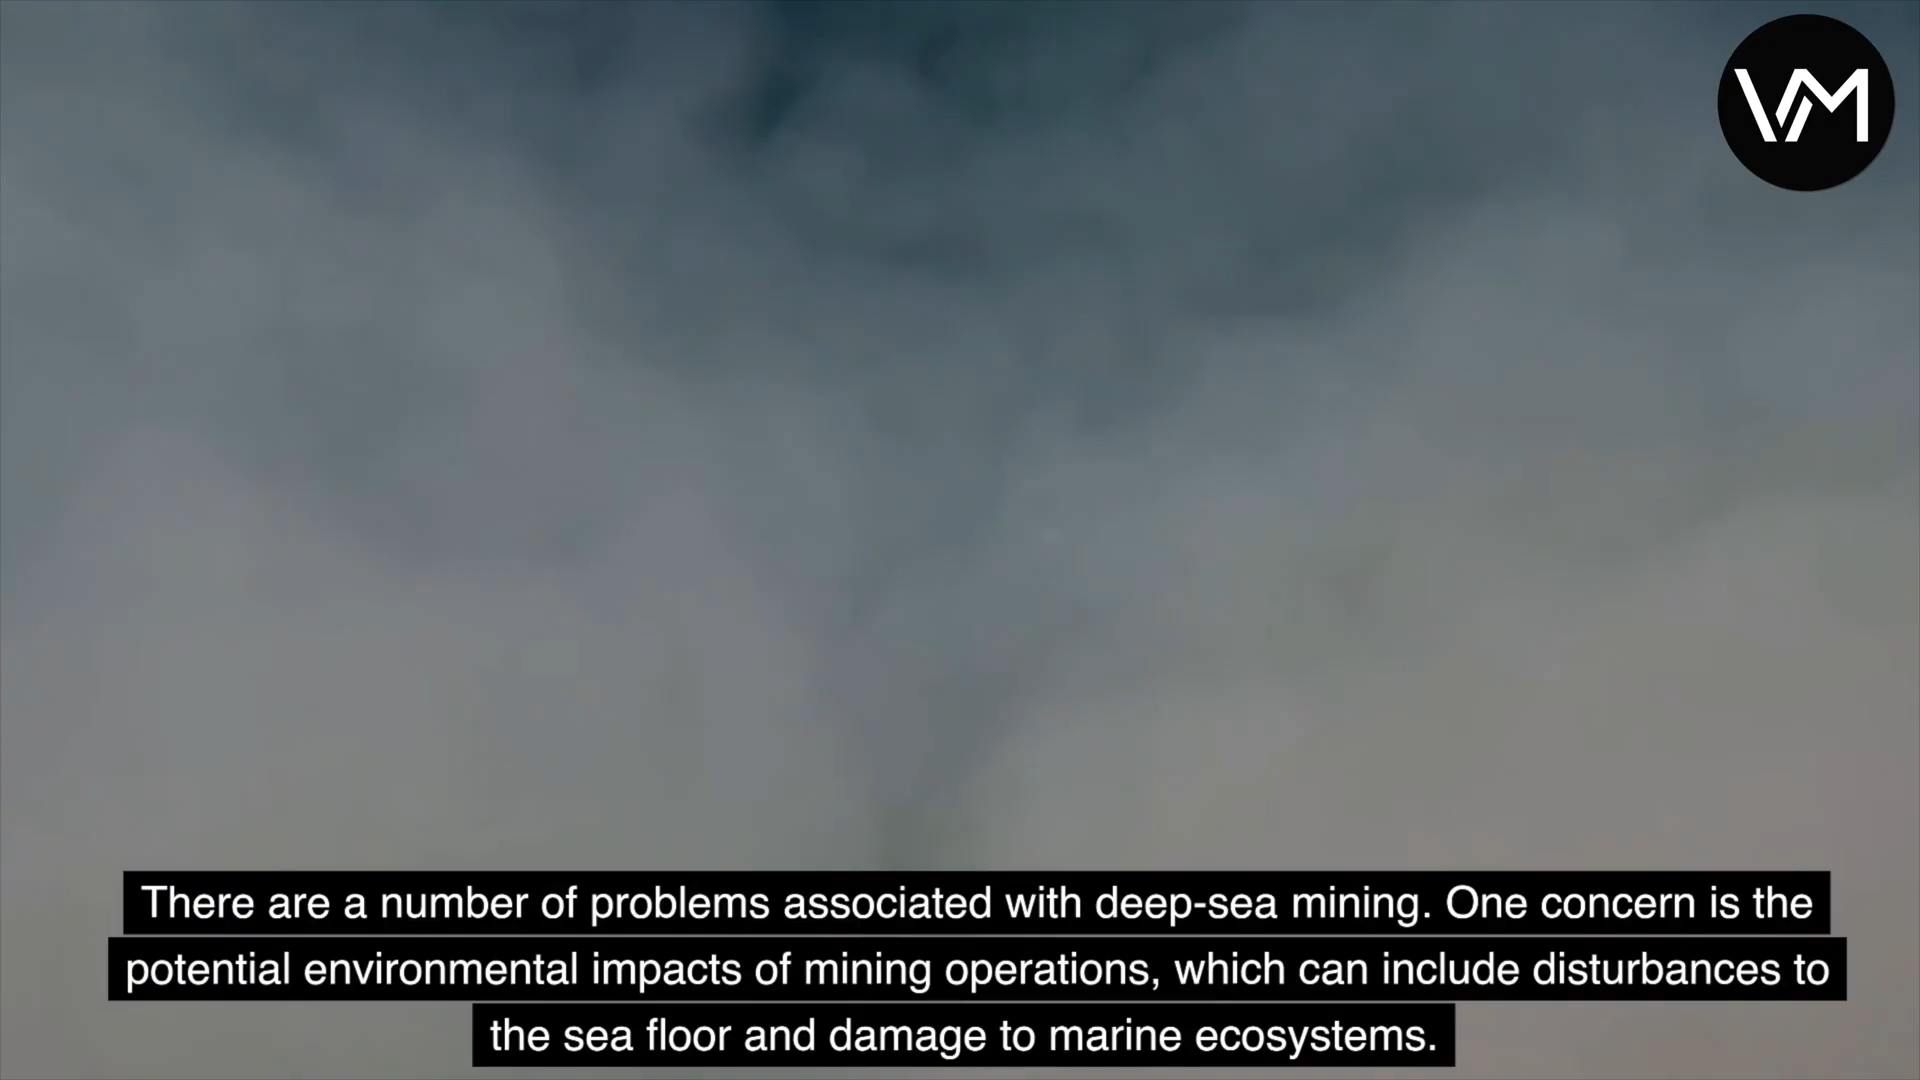 VM
There are a number of problems associated with deep-sea mining. One concern is the
potential environmental impacts of mining operations, which can include disturbances to
the sea floor and damage to marine ecosystems.